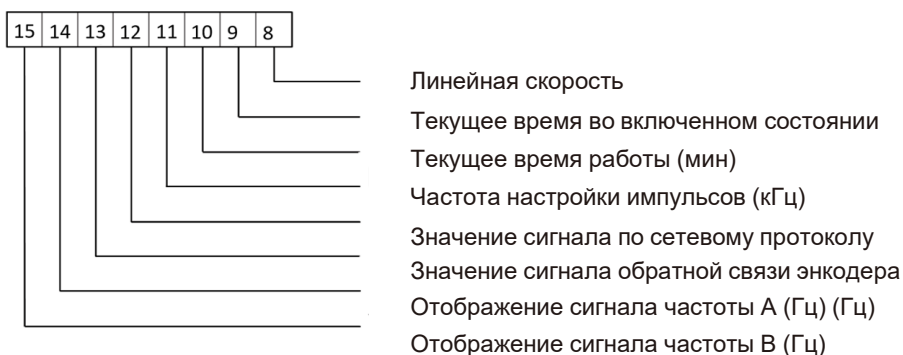 15 14 13 12 11 10 9 8
Линейная скорость
Текущее время во включенном состоянии
Текущее время работы (мин)
Частота настройки импульсов (кГц)
Значение сигнала по сетевому протоколу
Значение сигнала обратной связи энкодера
Отображение сигнала частоты А (Гц) (Гц)
Отображение сигнала частоты В (Гц)